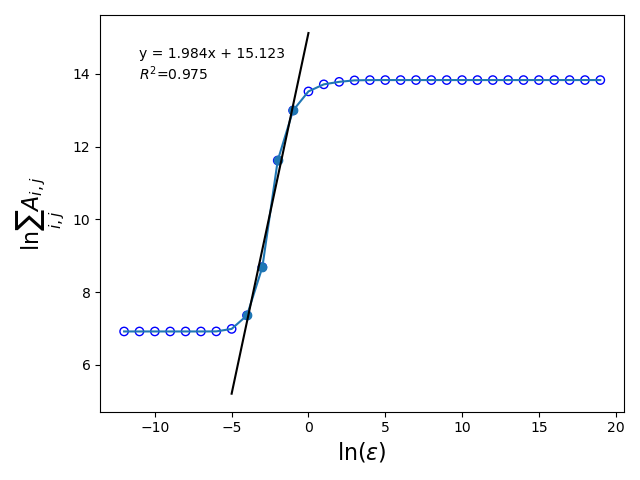 y = 1.984x + 15.123
R²=0.975
14
12
10
8
6
ln∑A_{i,j}
i,j
−10
−5
0
5
10
15
20
ln(ε)